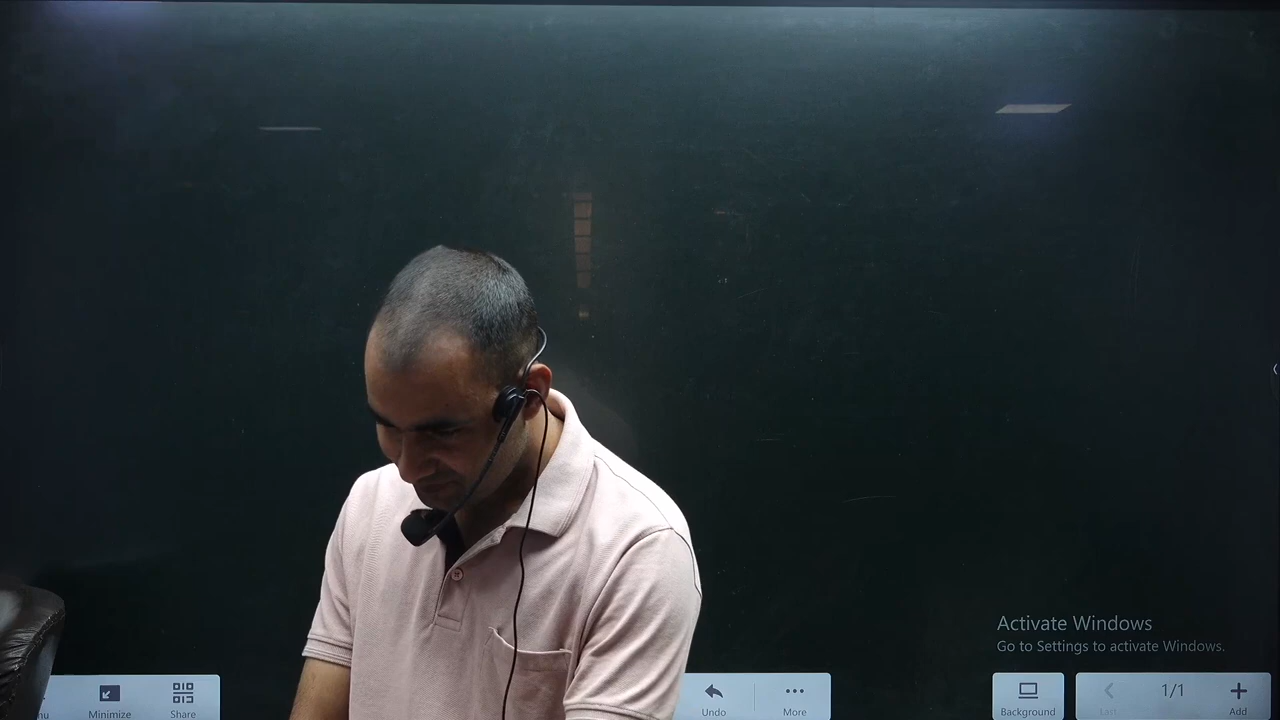 Activate Windows
Go to Settings to activate Windows.
Minimize
Share
Undo
More
Background
1/1
Add